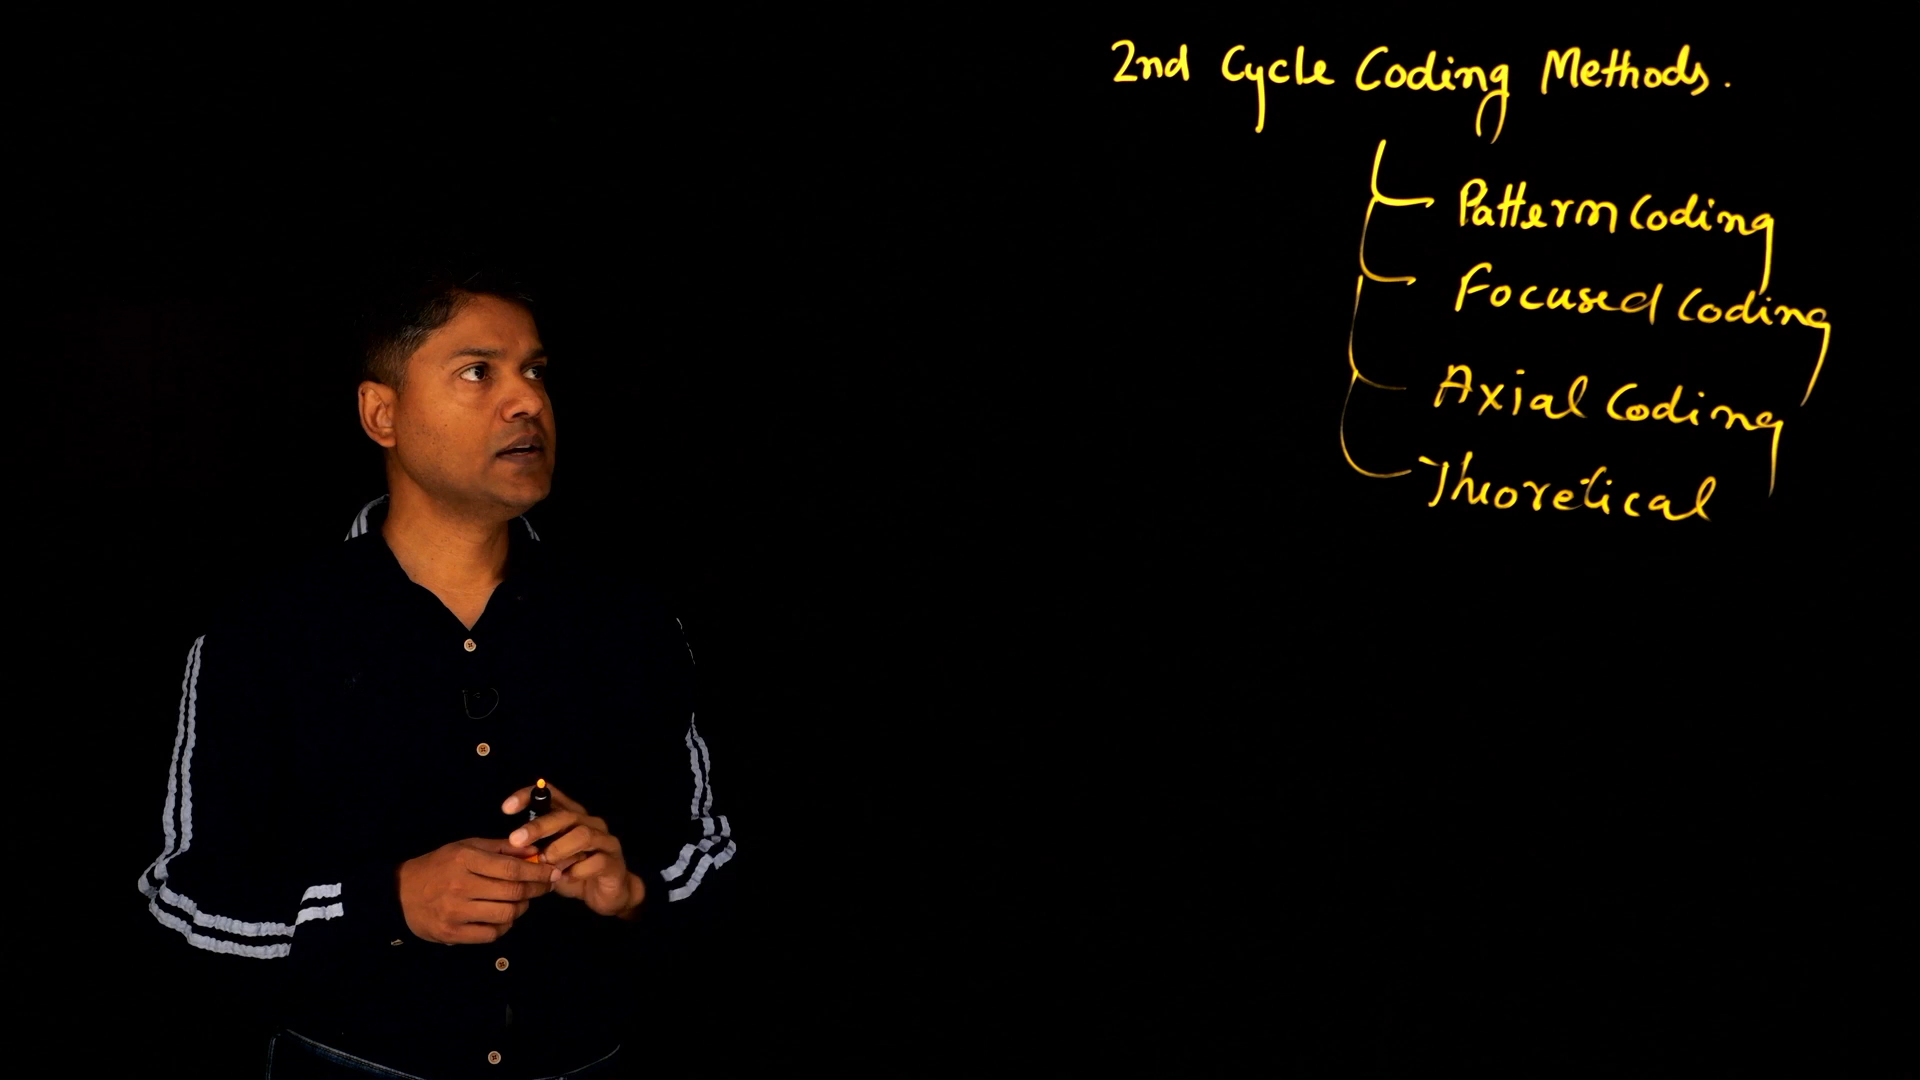 2nd Cycle Coding Methods.
Pattern Coding
Focused Coding
Axial Coding
Theoretical